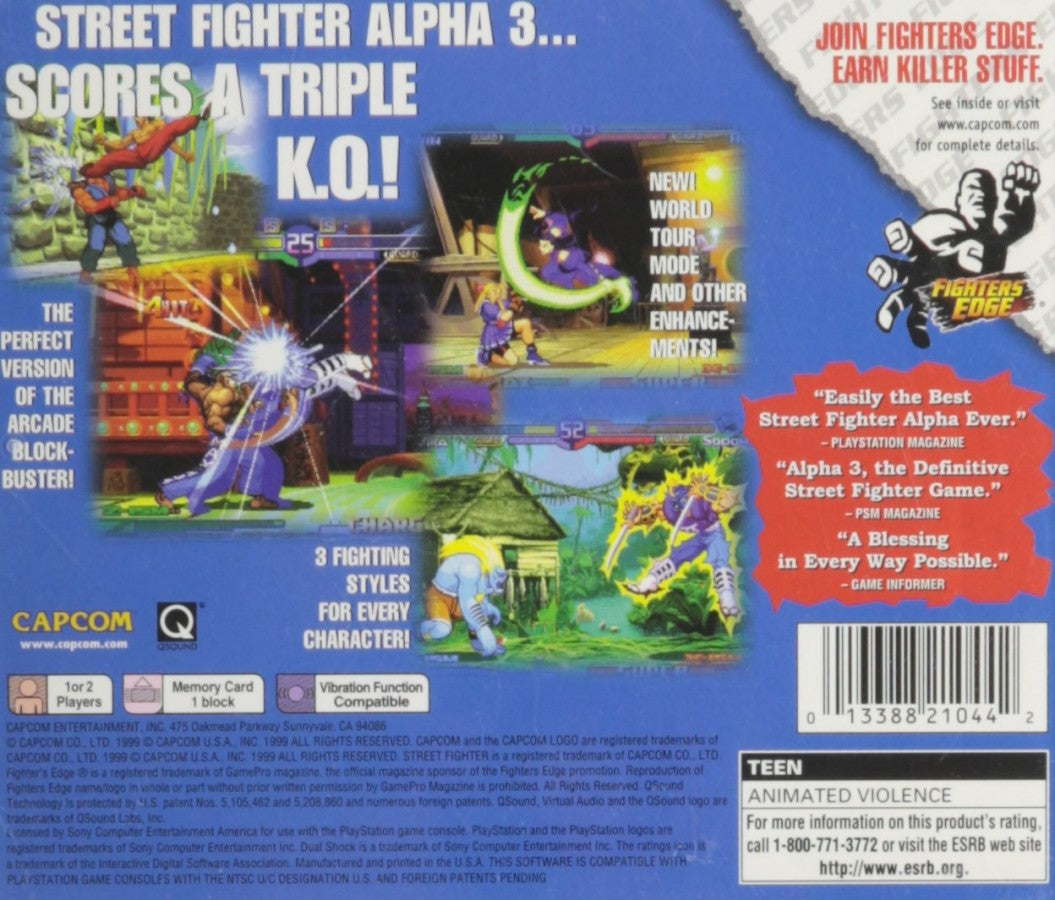 STREET FIGHTER ALPHA 3...
SCORES A TRIPLE
K.O.!
JOIN FIGHTERS EDGE.
EARN KILLER STUFF.
See inside or visit
www.capcom.com
for complete details.
FIGHTERS
EDGE
NEW!
WORLD
TOUR
MODE
AND OTHER
ENHANCE-
MENTS!
THE
PERFECT
VERSION
OF THE
ARCADE
BLOCK-
BUSTER!
25
GUARD
52
SODOM
3 FIGHTING
STYLES
FOR EVERY
CHARACTER!
“Easily the Best
Street Fighter Alpha Ever.”
– PLAYSTATION MAGAZINE
“Alpha 3, the Definitive
Street Fighter Game.”
– PSM MAGAZINE
“A Blessing
in Every Way Possible.”
– GAME INFORMER
CAPCOM
www.capcom.com
Q
QSOUND
1 or 2
Players
Memory Card
1 block
Vibration Function
Compatible
0 13388 21044 2
CAPCOM ENTERTAINMENT, INC. 475 Oakmead Parkway Sunnyvale, CA 94086
© CAPCOM CO., LTD. 1999 © CAPCOM U.S.A., INC. 1999 ALL RIGHTS RESERVED. CAPCOM and the CAPCOM LOGO are registered trademarks of
CAPCOM CO., LTD. 1999 © CAPCOM U.S.A., INC. 1999 ALL RIGHTS RESERVED. STREET FIGHTER is a registered trademark of CAPCOM CO., LTD.
Fighter's Edge ® is a registered trademark of GamePro magazine, the official magazine sponsor of the Fighters Edge promotion. Reproduction of
Fighters Edge name/logo in whole or part without prior written permission by GamePro Magazine is prohibited. All Rights Reserved. QSound
Technology is protected by U.S. patent Nos. 5,105,462 and 5,208,860 and numerous foreign patents. QSound, Virtual Audio and the QSound logo are
trademarks of QSound Labs, Inc.
Licensed by Sony Computer Entertainment America for use with the PlayStation game console. PlayStation and the PlayStation logos are
registered trademarks of Sony Computer Entertainment Inc. Dual Shock is a trademark of Sony Computer Entertainment Inc. The ratings icon is
a trademark of the Interactive Digital Software Association. Manufactured and printed in the U.S.A. THIS SOFTWARE IS COMPATIBLE WITH
PLAYSTATION GAME CONSOLES WITH THE NTSC U/C DESIGNATION U.S. AND FOREIGN PATENTS PENDING
TEEN
ANIMATED VIOLENCE
For more information on this product's rating,
call 1-800-771-3772 or visit the ESRB web site
http://www.esrb.org.